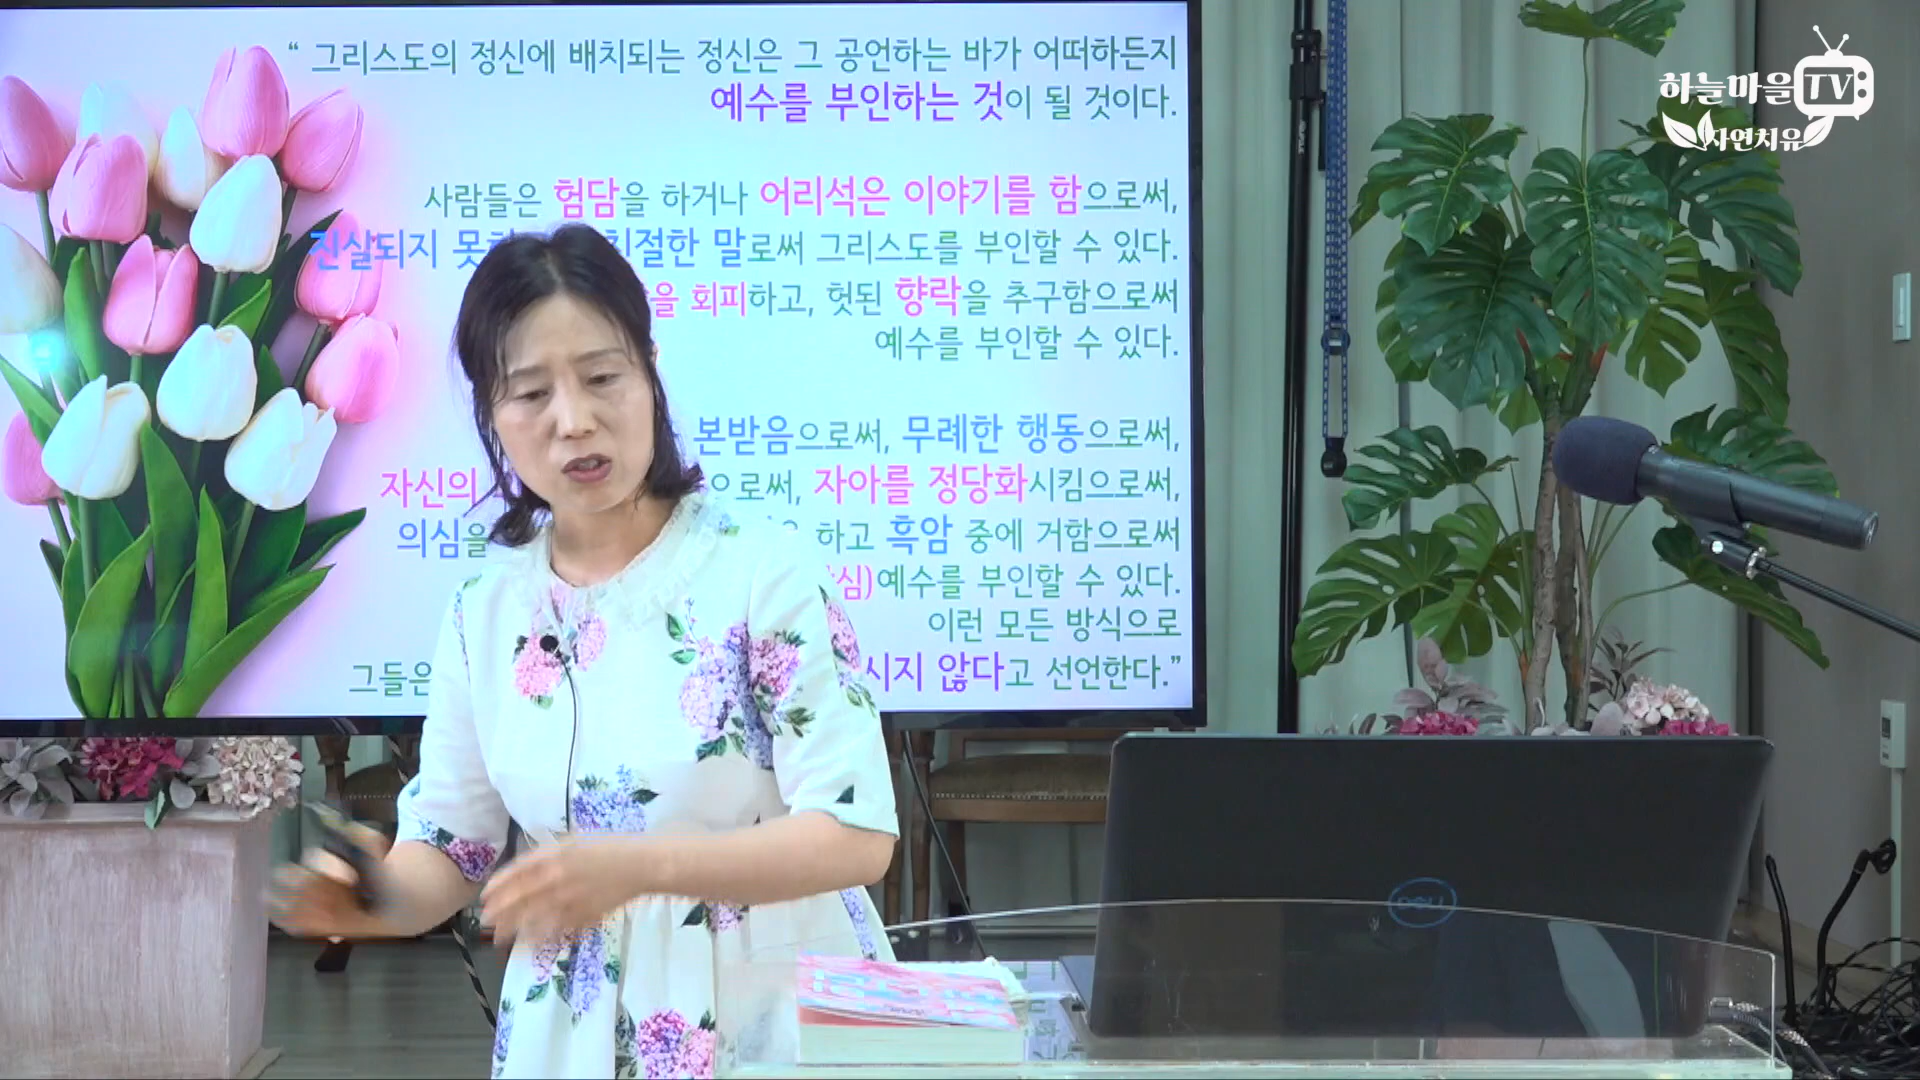 “ 그리스도의 정신에 배치되는 정신은 그 공언하는 바가 어떠하든지
예수를 부인하는 것이 될 것이다.
사람들은 험담을 하거나 어리석은 이야기를 함으로써,
진실되지 못 친절한 말로써 그리스도를 부인할 수 있다.
을 회피하고, 헛된 향락을 추구함으로써
예수를 부인할 수 있다.
본받음으로써, 무례한 행동으로써,
자신의 으로써, 자아를 정당화시킴으로써,
의심을 하고 흑암 중에 거함으로써
심)예수를 부인할 수 있다.
이런 모든 방식으로
그들은 시지 않다고 선언한다.”
하늘마을 TV
자연치유
DELL